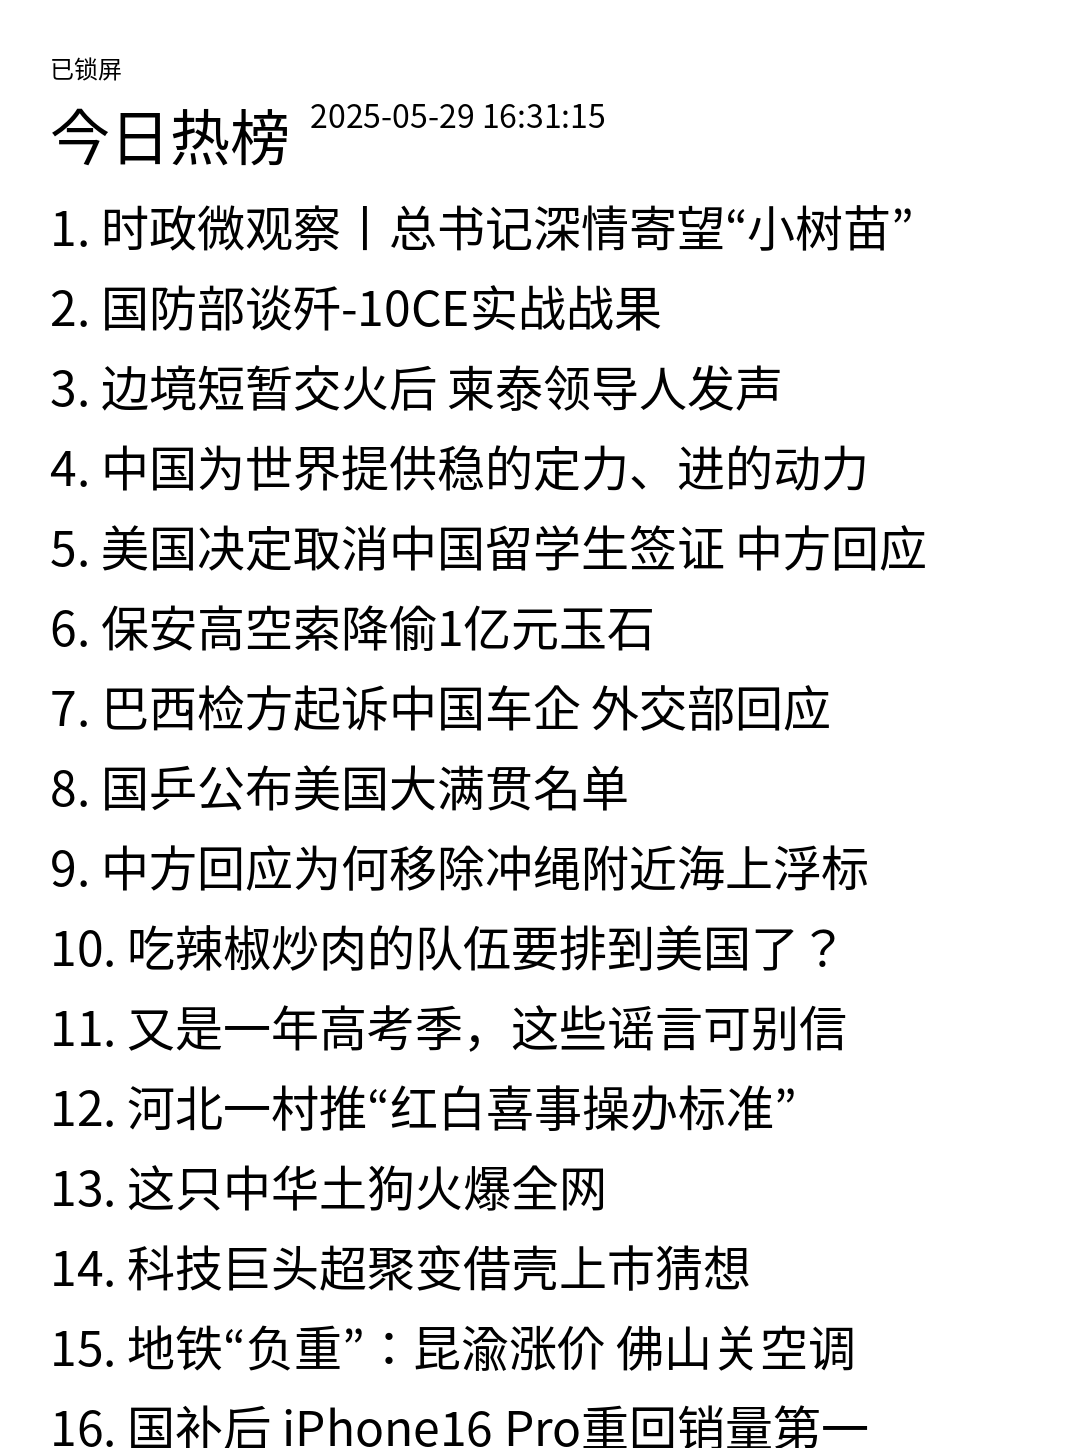 已锁屏
今日热榜 2025-05-29 16:31:15
1. 时政微观察丨总书记深情寄望“小树苗”
2. 国防部谈歼-10CE实战战果
3. 边境短暂交火后 柬泰领导人发声
4. 中国为世界提供稳的定力、进的动力
5. 美国决定取消中国留学生签证 中方回应
6. 保安高空索降偷1亿元玉石
7. 巴西检方起诉中国车企 外交部回应
8. 国乒公布美国大满贯名单
9. 中方回应为何移除冲绳附近海上浮标
10. 吃辣椒炒肉的队伍要排到美国了？
11. 又是一年高考季，这些谣言可别信
12. 河北一村推“红白喜事操办标准”
13. 这只中华土狗火爆全网
14. 科技巨头超聚变借壳上市猜想
15. 地铁“负重”：昆渝涨价 佛山关空调
16. 国补后 iPhone16 Pro重回销量第一